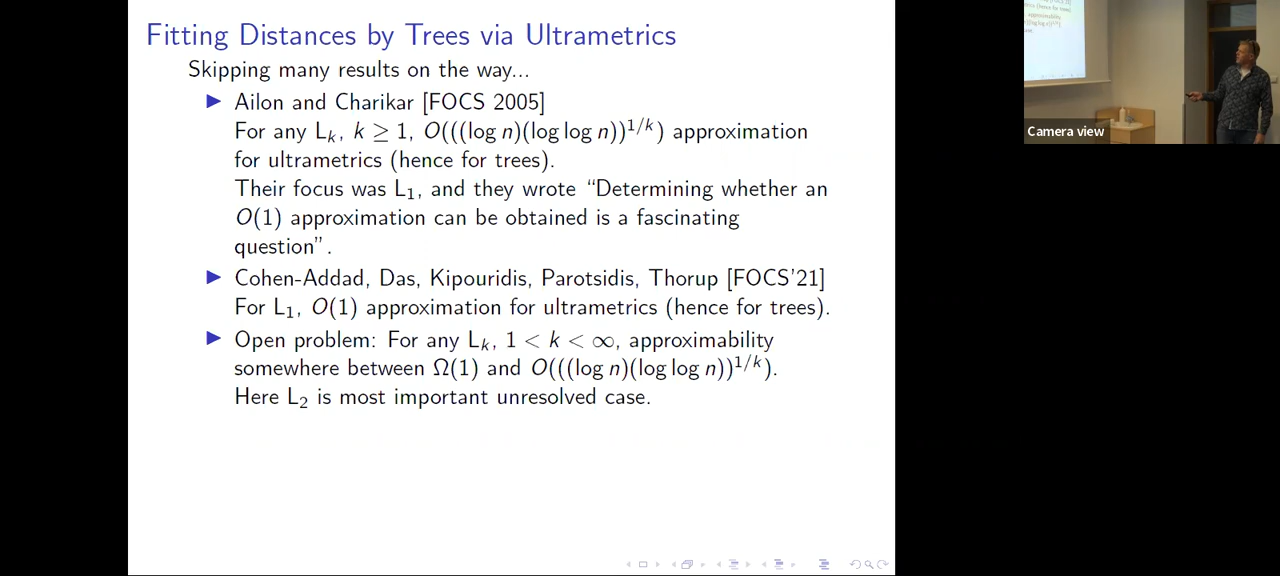 Fitting Distances by Trees via Ultrametrics
Skipping many results on the way...
▶ Ailon and Charikar [FOCS 2005]
For any L_k, k ≥ 1, O(((log n)(log log n))^{1/k}) approximation
for ultrametrics (hence for trees).
Their focus was L_1, and they wrote “Determining whether an
O(1) approximation can be obtained is a fascinating
question”.
▶ Cohen-Addad, Das, Kipouridis, Parotsidis, Thorup [FOCS'21]
For L_1, O(1) approximation for ultrametrics (hence for trees).
▶ Open problem: For any L_k, 1 < k < ∞, approximability
somewhere between Ω(1) and O(((log n)(log log n))^{1/k}).
Here L_2 is most important unresolved case.
Camera view